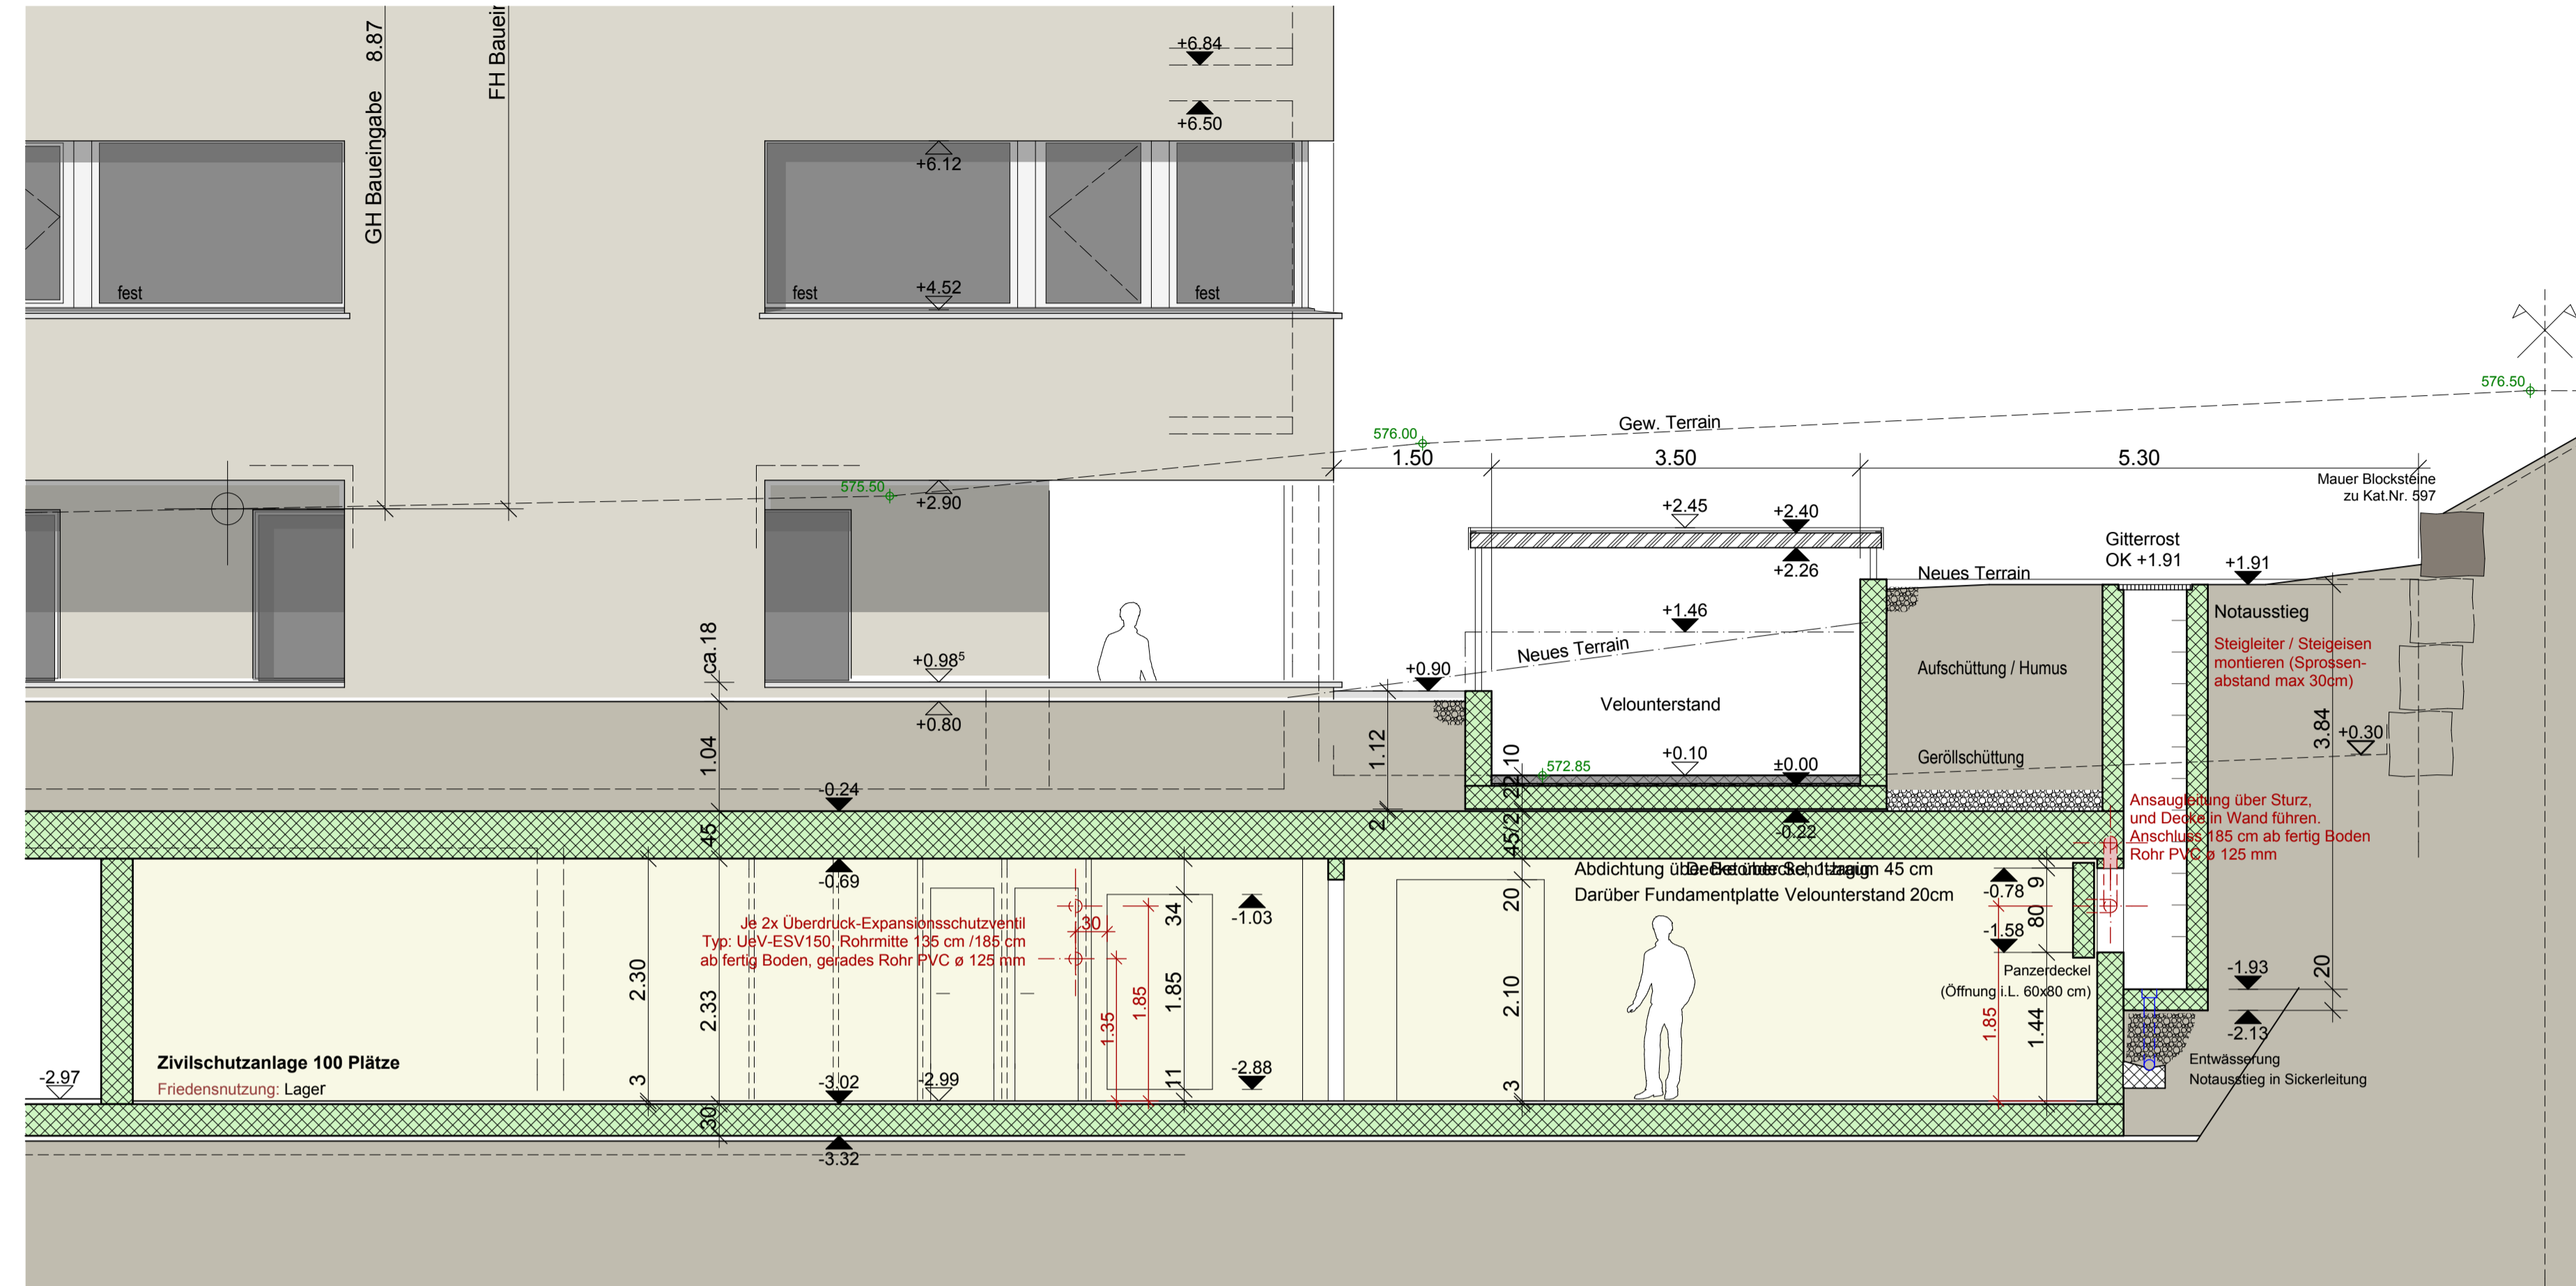 GH Baueingabe 8.87
FH Bauein
+6.84
+6.50
+6.12
fest
fest
+4.52
fest
576.50
Gew. Terrain
576.00
1.50
3.50
5.30
575.50
+2.90
Mauer Blocksteine
zu Kat.Nr. 597
+2.45
+2.40
+2.26
Gitterrost
OK +1.91
+1.91
Neues Terrain
+1.46
Notausstieg
Steigleiter / Steigeisen
montieren (Sprossen-
abstand max 30cm)
ca.18
Neues Terrain
+0.98⁵
+0.90
Aufschüttung / Humus
Velounterstand
+0.80
3.84
+0.30
1.04
1.12
Geröllschüttung
10
572.85
+0.10
±0.00
22
-0.24
Ansaugleitung über Sturz,
und Decke in Wand führen.
Anschluss 185 cm ab fertig Boden
Rohr PVC ø 125 mm
45
2
45/2
-0.22
-0.69
Abdichtung über
45 cm
Darüber Fundamentplatte Velounterstand 20cm
-0.78
9
80
-1.58
34
-1.03
20
Je 2x Überdruck-Expansionsschutzventil
Typ: UeV-ESV150, Rohrmitte 135 cm /185 cm
ab fertig Boden, gerades Rohr PVC ø 125 mm
30
Panzerdeckel
(Öffnung i.L. 60x80 cm)
-1.93
20
-2.13
2.30
2.33
1.35
1.85
1.85
2.10
1.85
1.44
Zivilschutzanlage 100 Plätze
Friedensnutzung: Lager
Entwässerung
Notausstieg in Sickerleitung
-2.97
3
-3.02
-2.99
11
-2.88
3
30
-3.32